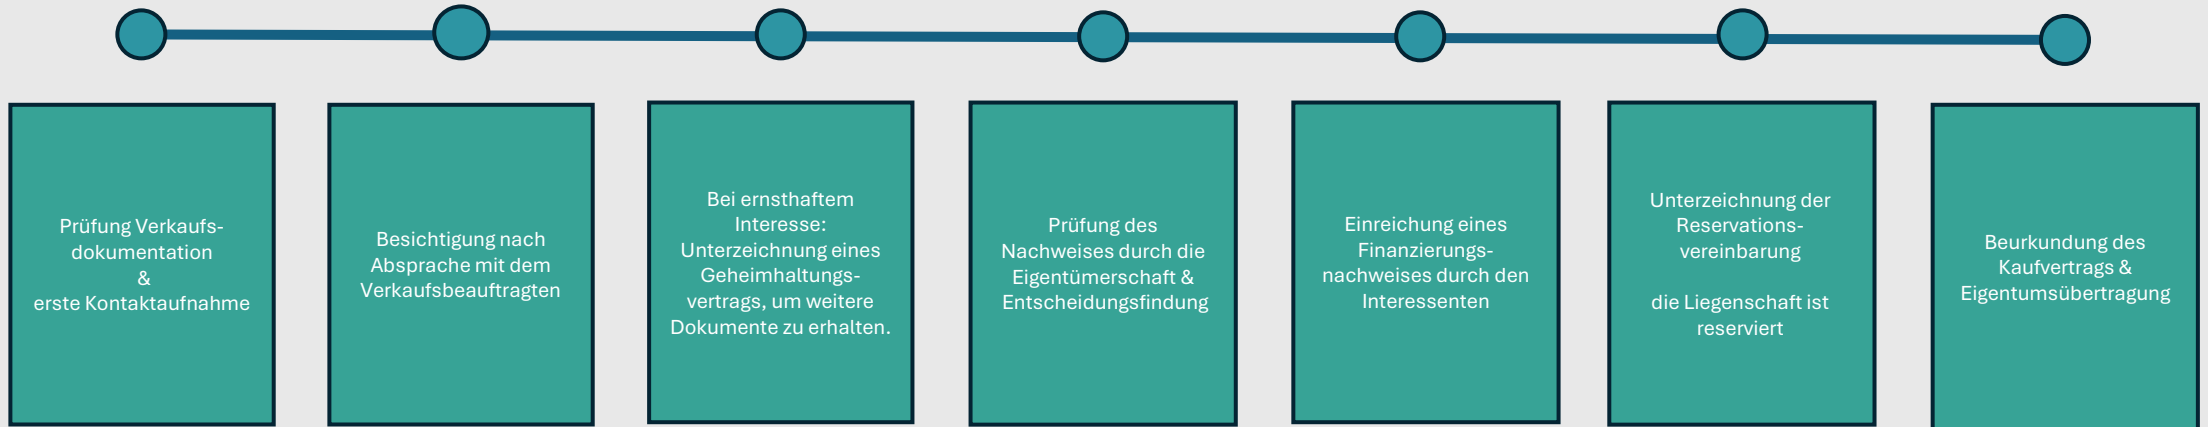 Prüfung Verkaufs-
dokumentation
&
erste Kontaktaufnahme
Besichtigung nach
Absprache mit dem
Verkaufsbeauftragten
Bei ernsthaftem
Interesse:
Unterzeichnung eines
Geheimhaltungs-
vertrags, um weitere
Dokumente zu erhalten.
Prüfung des
Nachweises durch die
Eigentümerschaft &
Entscheidungsfindung
Einreichung eines
Finanzierungs-
nachweises durch den
Interessenten
Unterzeichnung der
Reservations-
vereinbarung
die Liegenschaft ist
reserviert
Beurkundung des
Kaufvertrags &
Eigentumsübertragung